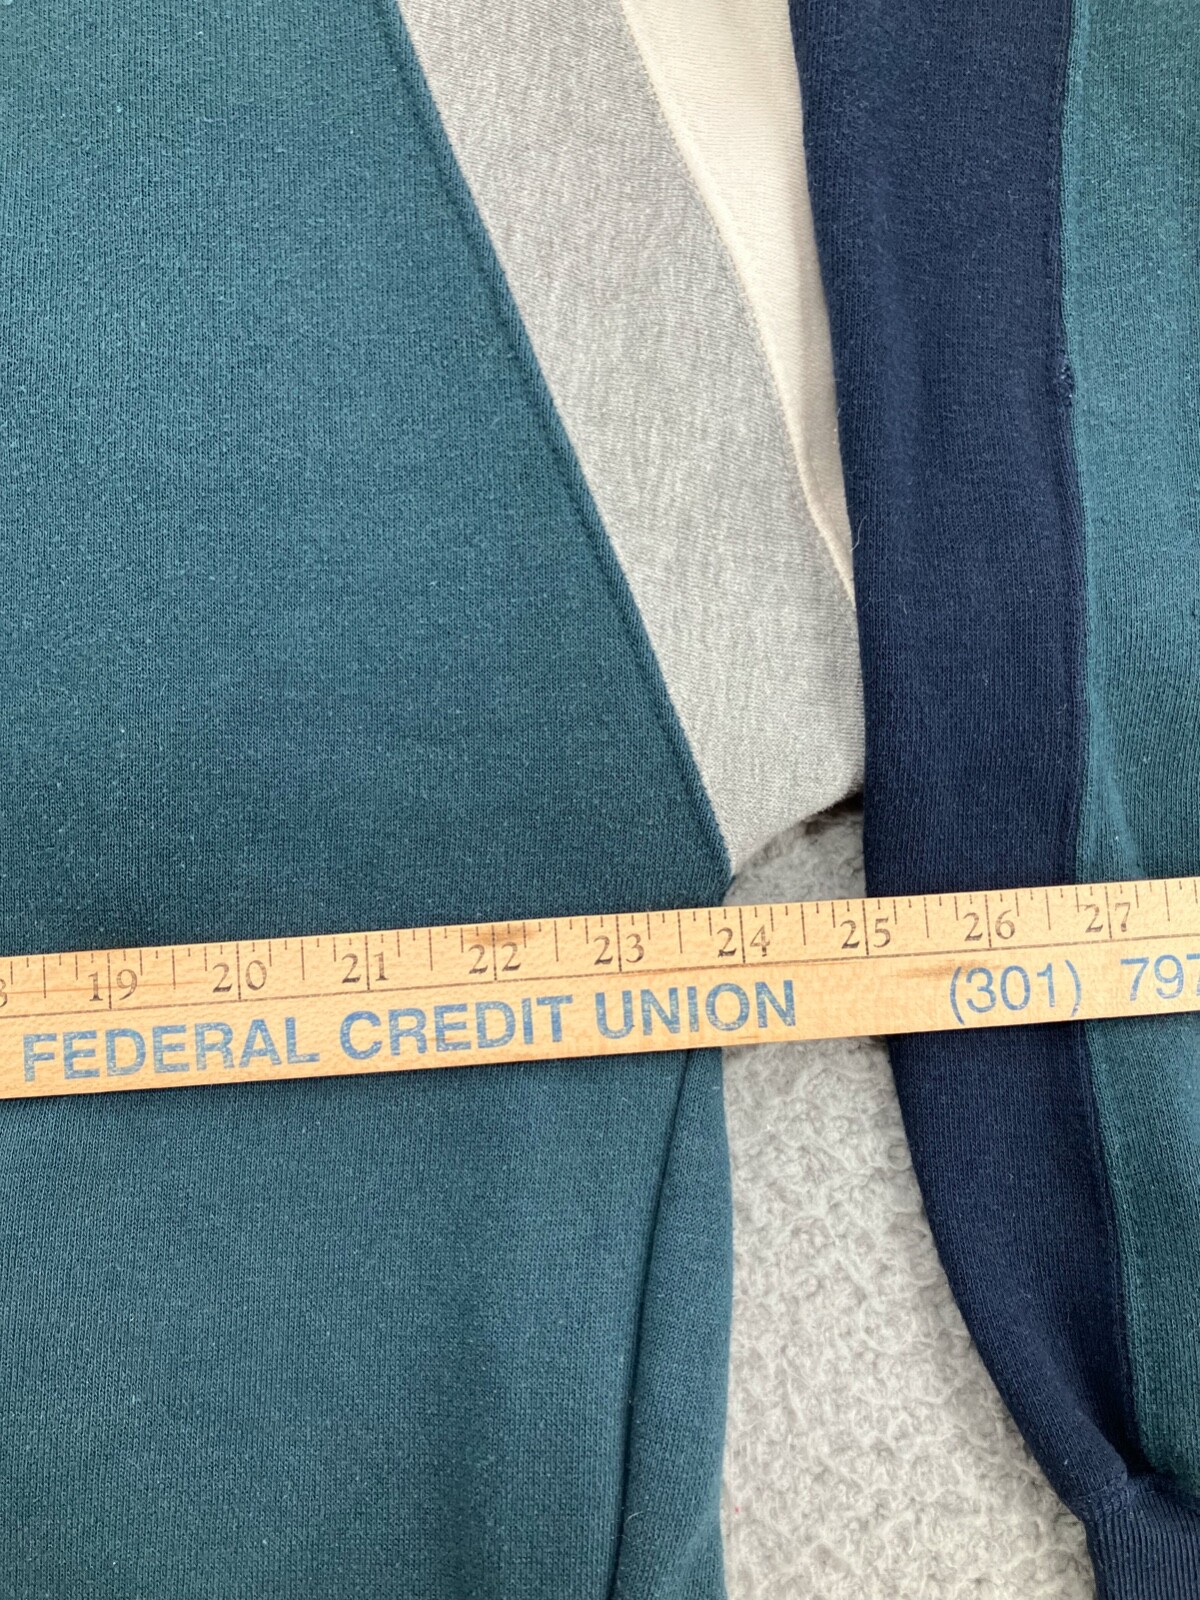 19 20 21 22 23 24 25 26 27
FEDERAL CREDIT UNION (301) 797